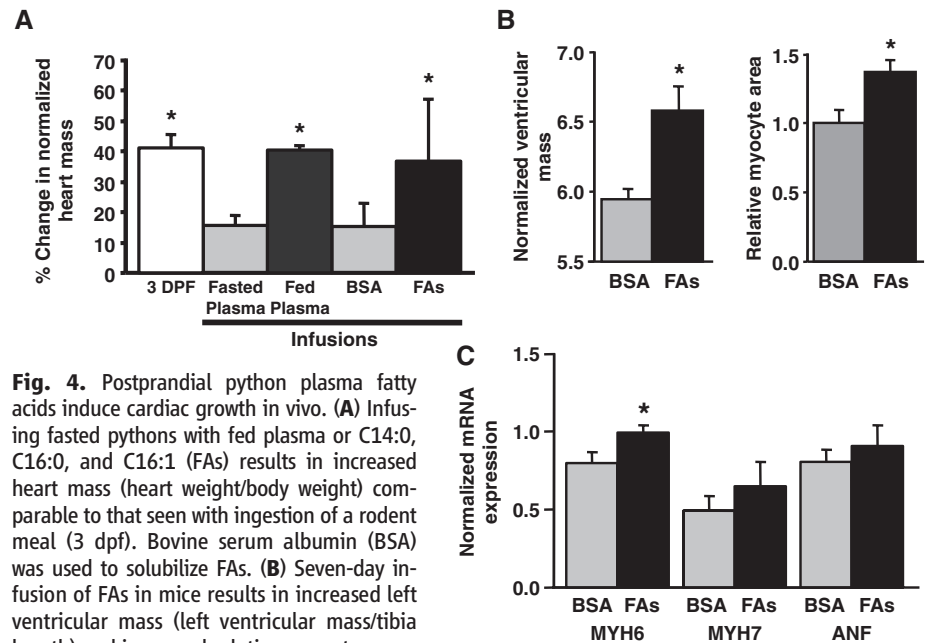 A
% Change in normalized
heart mass
70
60
50
40
30
20
10
0
*
*
*
3 DPF Fasted Fed BSA FAs
Plasma Plasma
Infusions
B
Normalized ventricular
mass
7.0
6.5
6.0
5.5
*
BSA FAs
Relative myocyte area
1.5
1.0
0.5
0.0
*
BSA FAs
C
Normalized mRNA
expression
1.5
1.0
0.5
0.0
*
BSA FAs BSA FAs BSA FAs
MYH6 MYH7 ANF
Fig. 4. Postprandial python plasma fatty
acids induce cardiac growth in vivo. (A) Infus-
ing fasted pythons with fed plasma or C14:0,
C16:0, and C16:1 (FAs) results in increased
heart mass (heart weight/body weight) com-
parable to that seen with ingestion of a rodent
meal (3 dpf). Bovine serum albumin (BSA)
was used to solubilize FAs. (B) Seven-day in-
fusion of FAs in mice results in increased left
ventricular mass (left ventricular mass/tibia